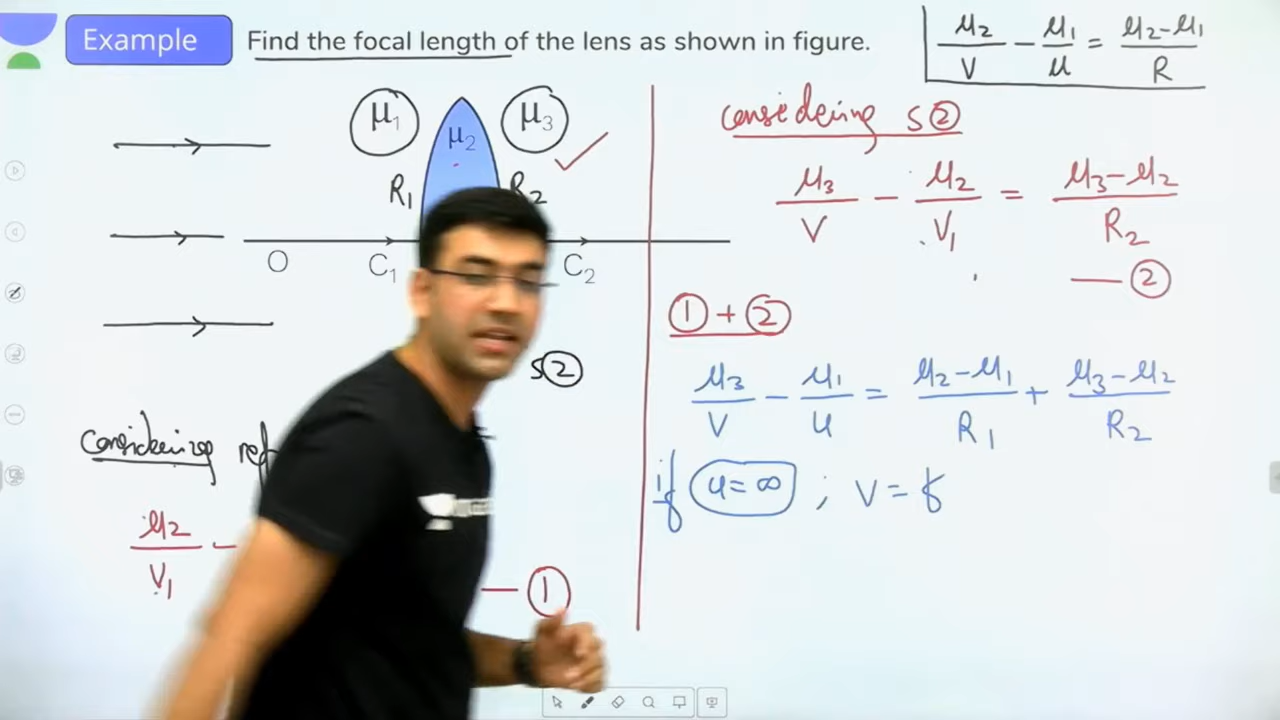 Example
Find the focal length of the lens as shown in figure.
μ2/V − μ1/u = μ2−μ1/R
μ1
μ2
μ3
R1
R2
O
C1
C2
S②
considering
μ2/V1 −
— ①
considering S②
μ3/V − μ2/V1 = μ3−μ2/R2
— ②
① + ②
μ3/V − μ1/u = μ2−μ1/R1 + μ3−μ2/R2
if u=∞ ; V = f